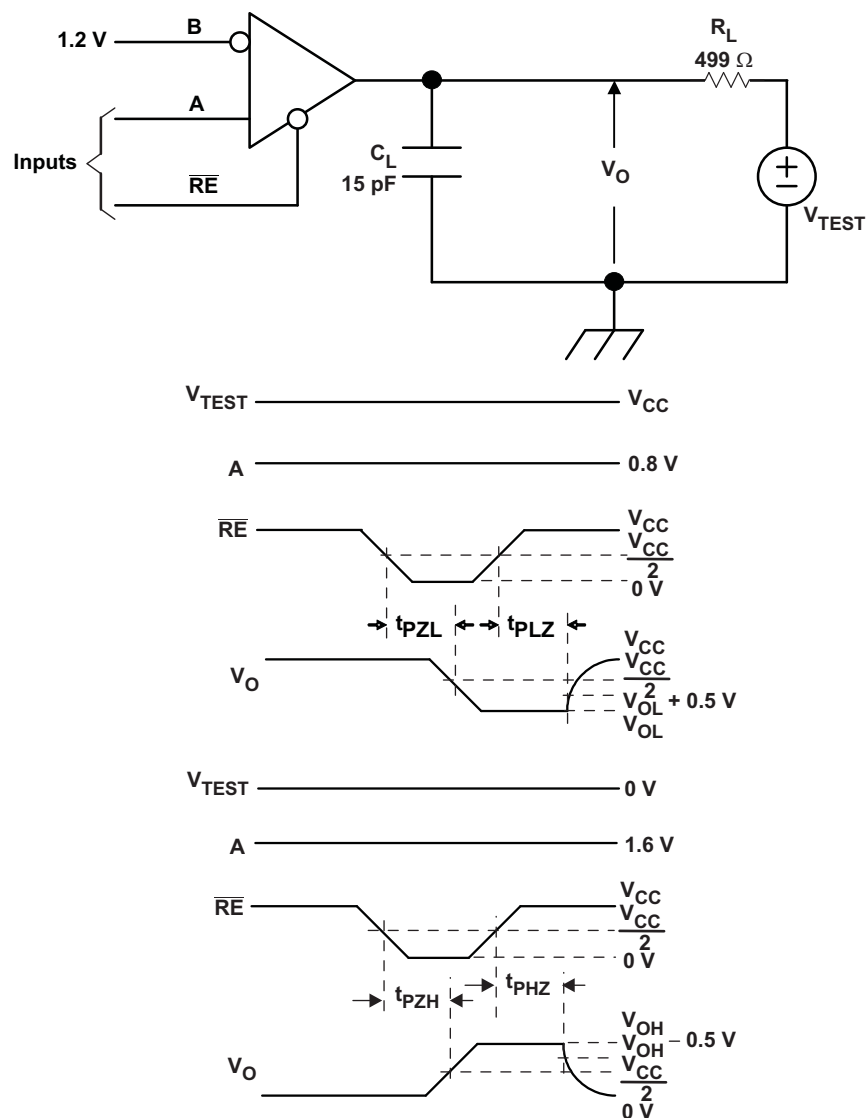 B
1.2 V
A
Inputs
RE
R_L
499 Ω
C_L
15 pF
V_O
+
−
V_TEST
V_TEST
V_CC
A
0.8 V
RE
V_CC
V_CC
2
0 V
t_PZL
t_PLZ
V_O
V_CC
V_CC
2
V_OL + 0.5 V
V_OL
V_TEST
0 V
A
1.6 V
RE
V_CC
V_CC
2
0 V
t_PZH
t_PHZ
V_O
V_OH
V_OH − 0.5 V
V_CC
2
0 V